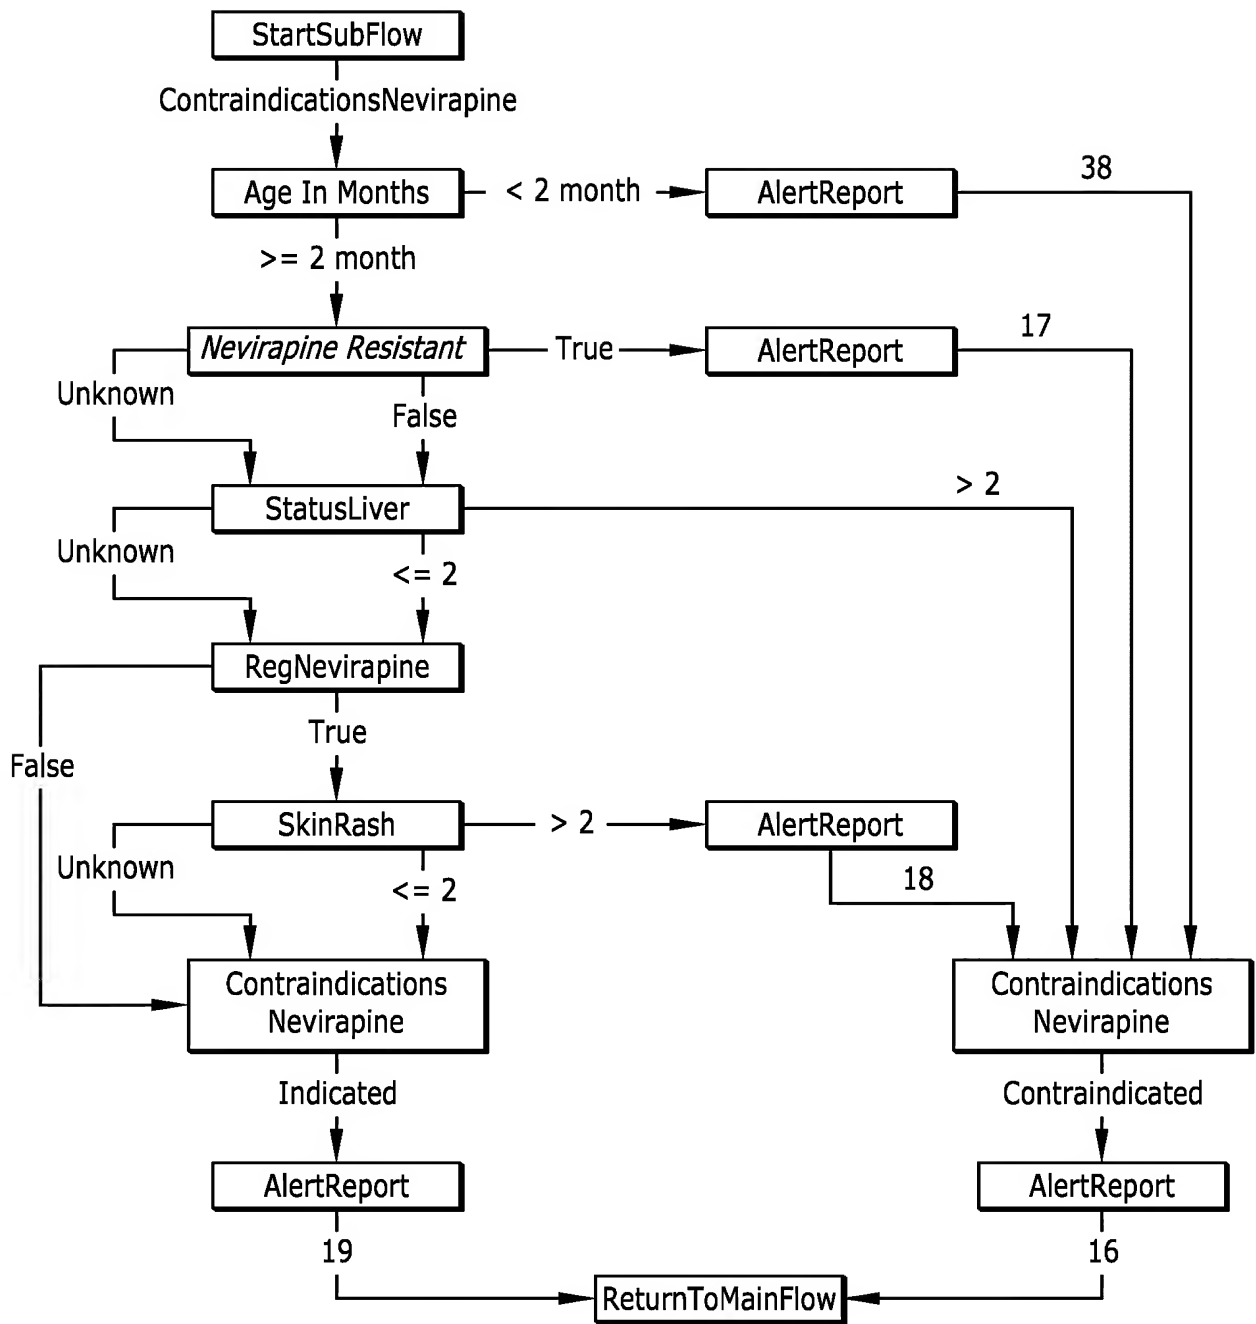 StartSubFlow
ContraindicationsNevirapine
Age In Months
< 2 month
AlertReport
38
>= 2 month
Nevirapine Resistant
True
AlertReport
17
Unknown
False
StatusLiver
> 2
Unknown
<= 2
RegNevirapine
True
False
SkinRash
> 2
AlertReport
Unknown
<= 2
18
Contraindications
Nevirapine
Contraindications
Nevirapine
Indicated
Contraindicated
AlertReport
AlertReport
19
16
ReturnToMainFlow